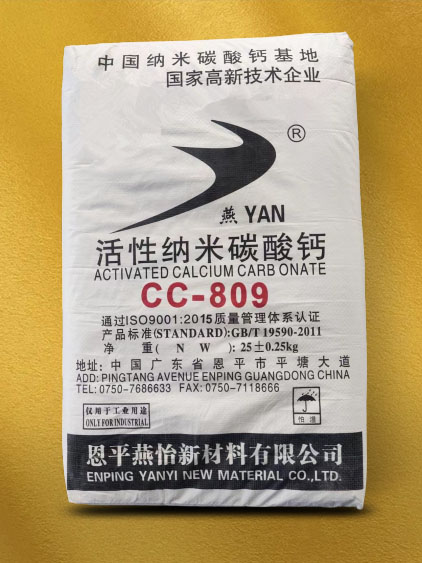 中国纳米碳酸钙基地
国家高新技术企业
®
燕 YAN
活性纳米碳酸钙
ACTIVATED CALCIUM CARB ONATE
CC-809
通过ISO9001:2015质量管理体系认证
产品标准(STANDARD):GB/T 19590-2011
净 重( N W ): 25±0.25kg
地址: 中国广东省恩平市平塘大道
ADD: PINGTANG AVENUE ENPING GUANGDONG CHINA
TEL: 0750-7686633 FAX: 0750-7118666
仅用于工业用途
ONLY FOR INDUSTRIAL
怕湿
恩平燕怡新材料有限公司
ENPING YANYI NEW MATERIAL CO.,LTD.